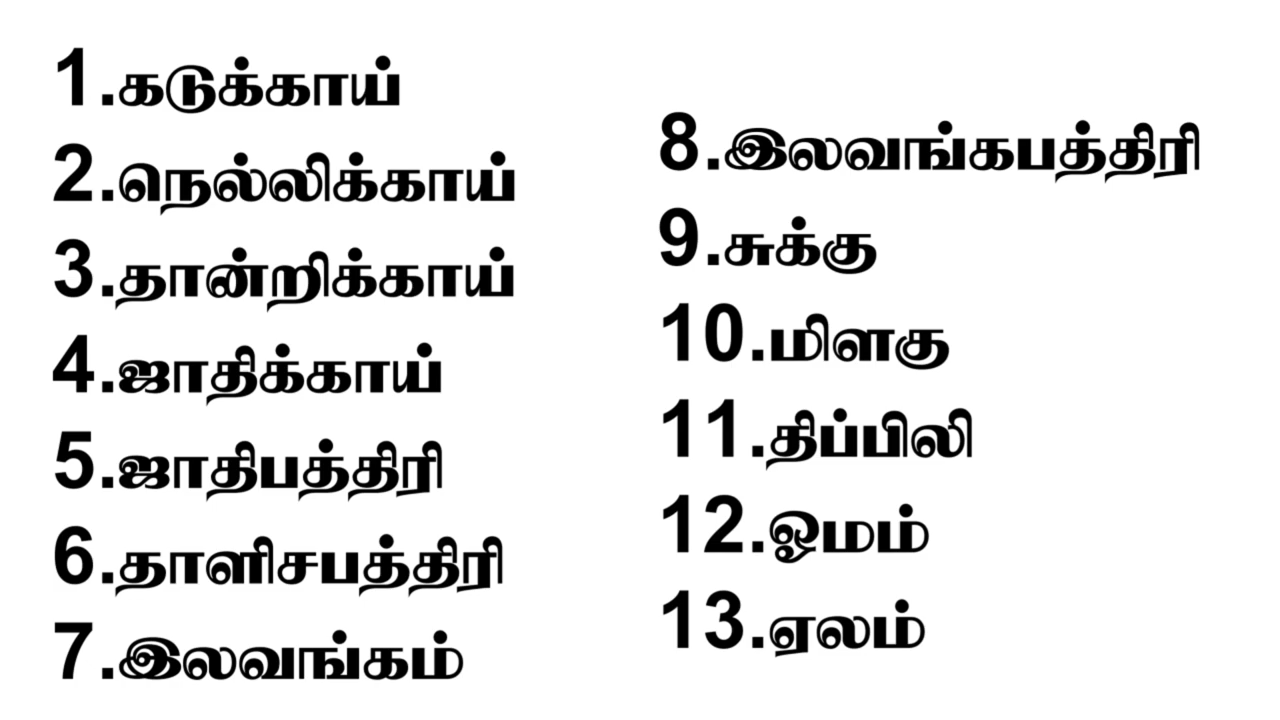 1.கடுக்காய்
2.நெல்லிக்காய்
3.தான்றிக்காய்
4.ஜாதிக்காய்
5.ஜாதிபத்திரி
6.தாளிசபத்திரி
7.இலவங்கம்
8.இலவங்கபத்திரி
9.சுக்கு
10.மிளகு
11.திப்பிலி
12.ஓமம்
13.ஏலம்